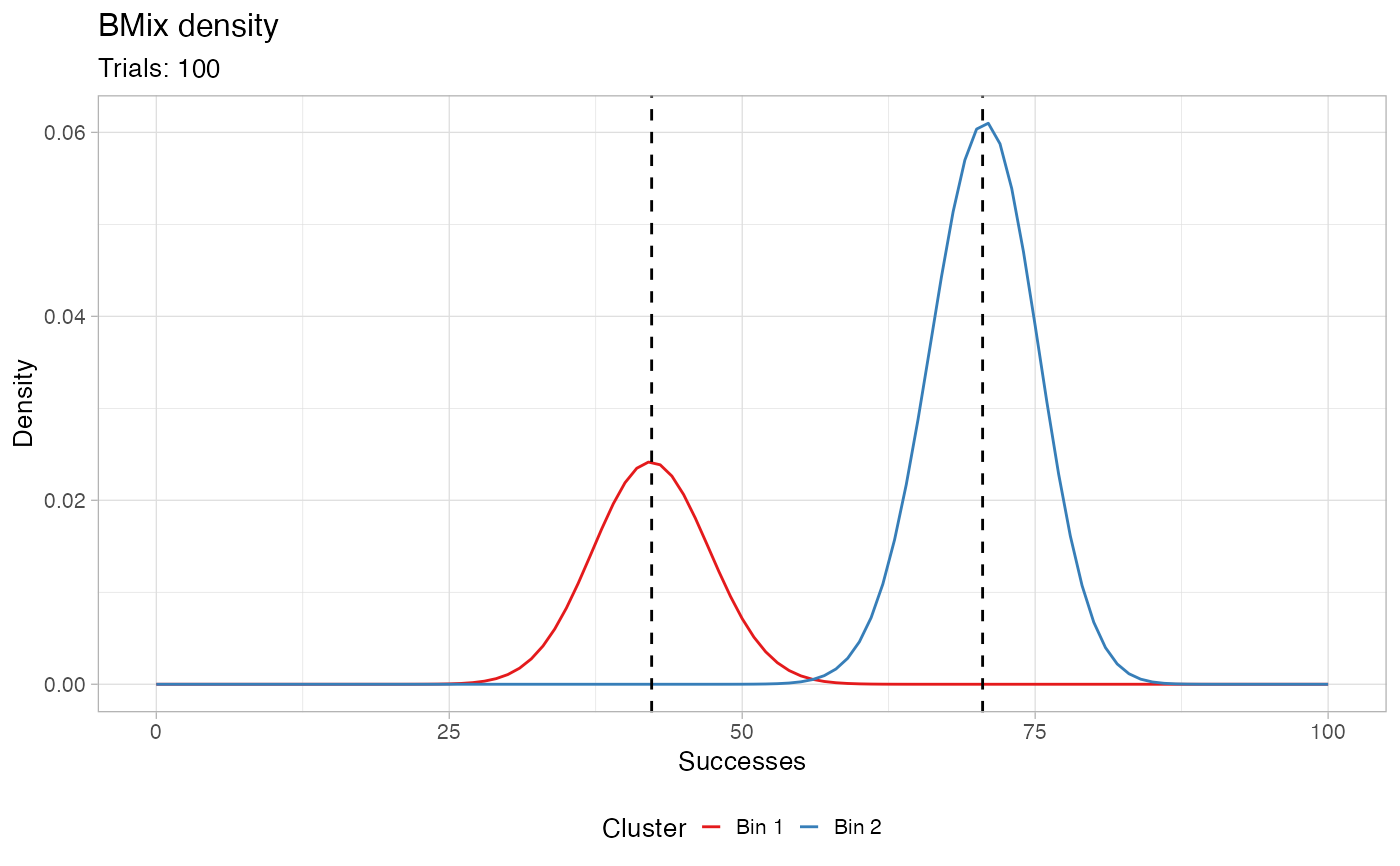 BMix density
Trials: 100
0.06
0.04
0.02
0.00
Density
0 25 50 75 100
Successes
Cluster Bin 1 Bin 2